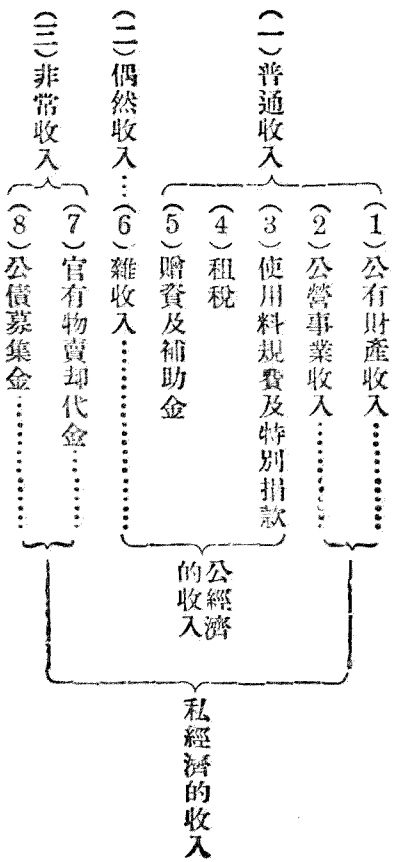 (一)普通收入
(1)公有財產收入…………
(2)公營事業收入…………
(3)使用料規費及特別捐款
(4)租稅
(5)贈資及補助金
(二)偶然收入…(6)雜收入…………
(三)非常收入
(7)官有物賣却代金…………
(8)公債募集金…………
公經濟
的收入
私經濟的收入